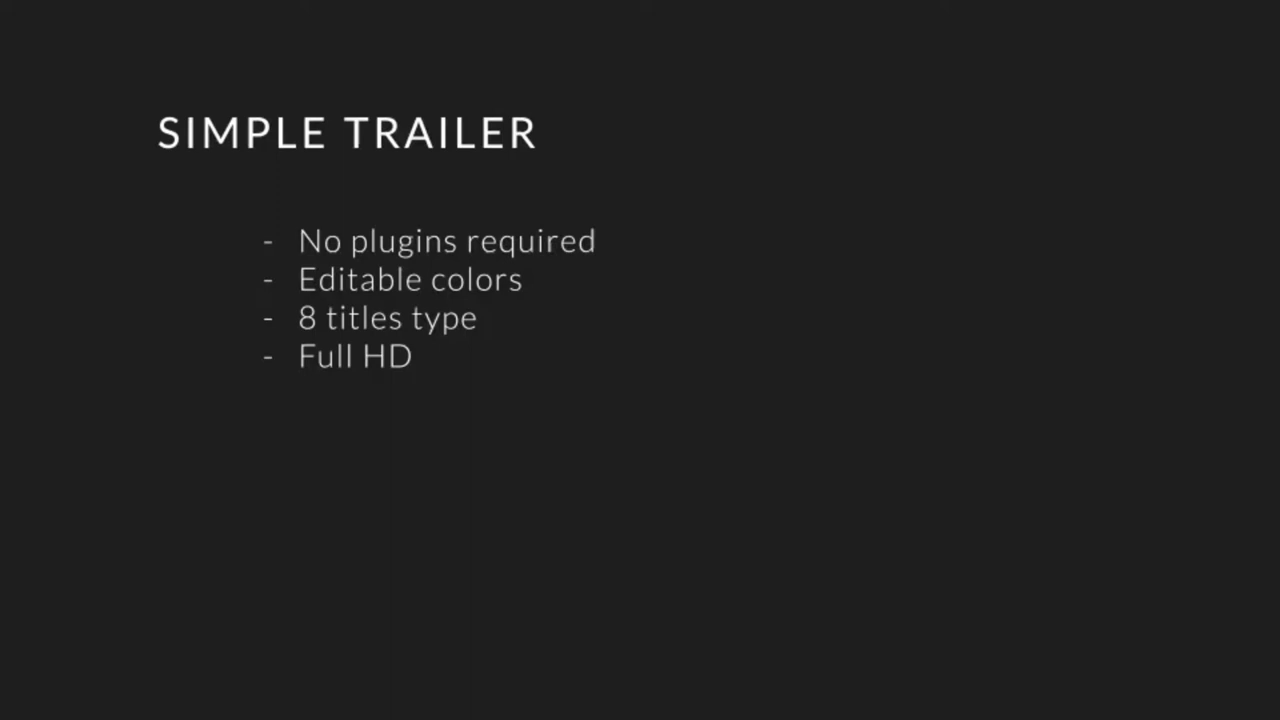 SIMPLE TRAILER
- No plugins required
- Editable colors
- 8 titles type
- Full HD